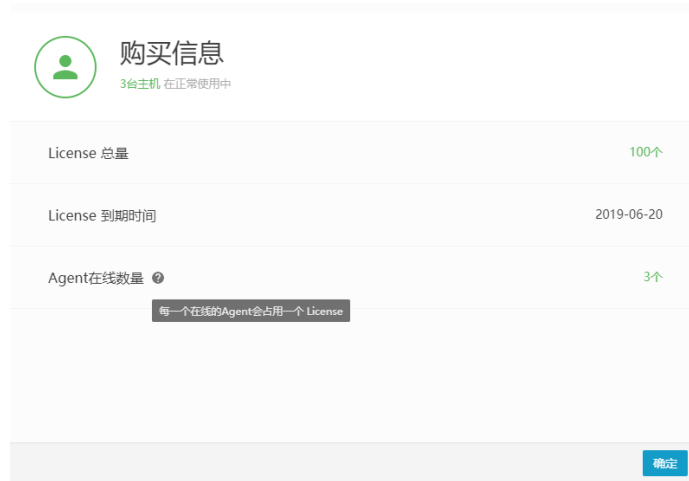 购买信息
3台主机 在正常使用中
License 总量
100个
License 到期时间
2019-06-20
Agent在线数量
3个
每一个在线的Agent会占用一个 License
确定